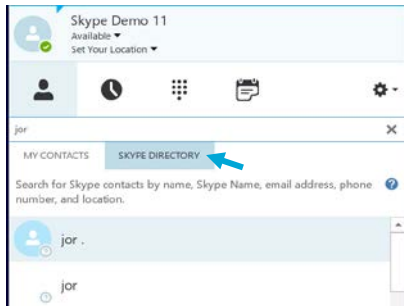 Skype Demo 11
Available
Set Your Location
jor
MY CONTACTS SKYPE DIRECTORY
Search for Skype contacts by name, Skype Name, email address, phone
number, and location.
jor .
jor